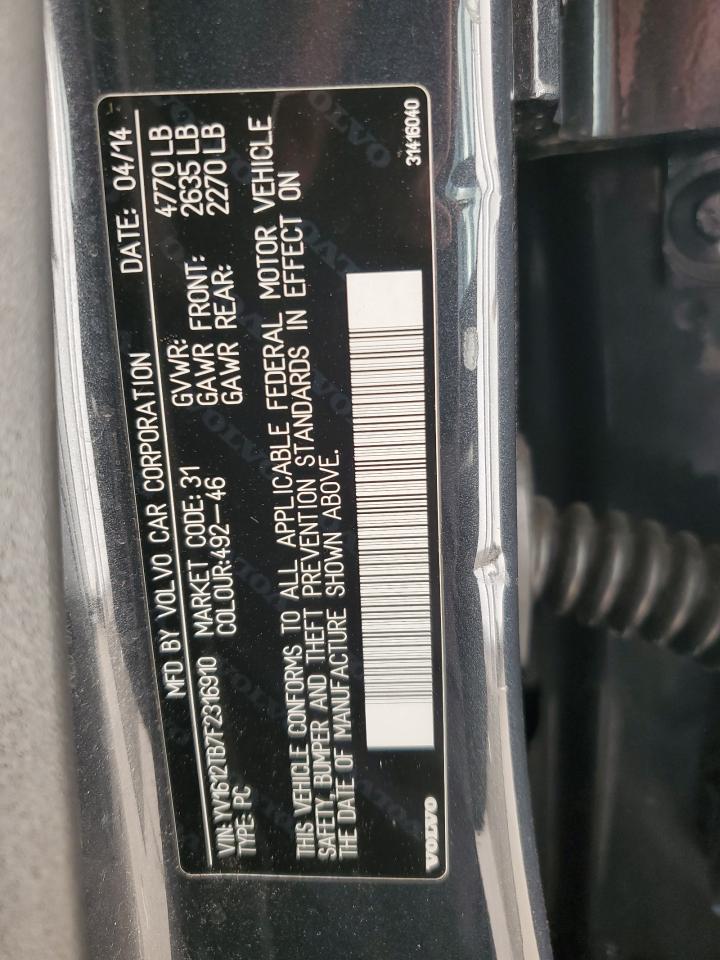 MFD BY VOLVO CAR CORPORATION DATE: 04/14
VIN: YV1612TB7F2316910 MARKET CODE: 31 GVWR: 4770 LB
TYPE: PC COLOUR:492-46 GAWR FRONT: 2635 LB
GAWR REAR: 2270 LB
THIS VEHICLE CONFORMS TO ALL APPLICABLE FEDERAL MOTOR VEHICLE
SAFETY, BUMPER AND THEFT PREVENTION STANDARDS IN EFFECT ON
THE DATE OF MANUFACTURE SHOWN ABOVE.
VOLVO 31416040